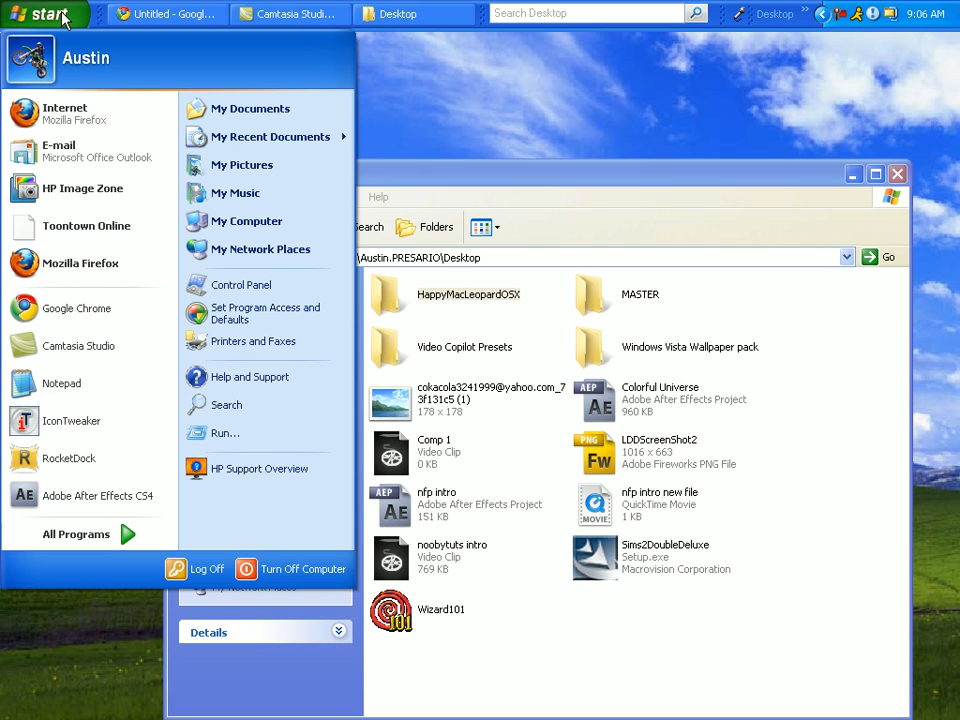 start
Untitled - Googl...
Camtasia Studi...
Desktop
Search Desktop
Desktop
9:06 AM
Austin
Internet
Mozilla Firefox
E-mail
Microsoft Office Outlook
HP Image Zone
Toontown Online
Mozilla Firefox
Google Chrome
Camtasia Studio
Notepad
IconTweaker
RocketDock
Adobe After Effects CS4
All Programs
My Documents
My Recent Documents
My Pictures
My Music
My Computer
My Network Places
Control Panel
Set Program Access and
Defaults
Printers and Faxes
Help and Support
Search
Run...
HP Support Overview
Log Off
Turn Off Computer
Help
Search
Folders
\Austin.PRESARIO\Desktop
Go
HappyMacLeopardOSX
MASTER
Video Copilot Presets
Windows Vista Wallpaper pack
cokacola3241999@yahoo.com_7
3f131c5 (1)
178 x 178
AEP
Ae
Colorful Universe
Adobe After Effects Project
960 KB
Comp 1
Video Clip
0 KB
PNG
Fw
LDDScreenShot2
1016 x 663
Adobe Fireworks PNG File
AEP
Ae
nfp intro
Adobe After Effects Project
151 KB
MOVIE
nfp intro new file
QuickTime Movie
1 KB
noobytuts intro
Video Clip
769 KB
Sims2DoubleDeluxe
Setup.exe
Macrovision Corporation
101
Wizard101
My Network Places
Details